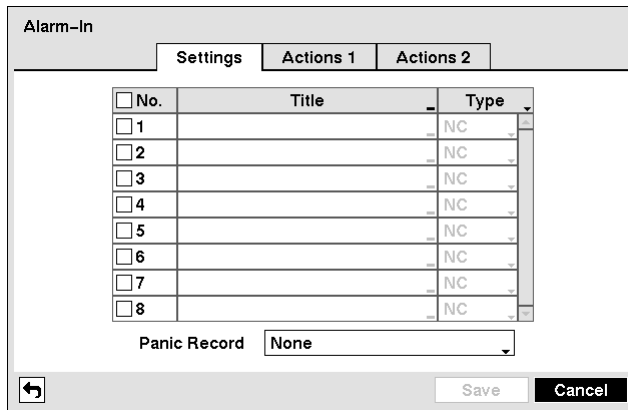 Alarm-In
Settings Actions 1 Actions 2
No. Title Type
1 NC
2 NC
3 NC
4 NC
5 NC
6 NC
7 NC
8 NC
Panic Record None
Save Cancel